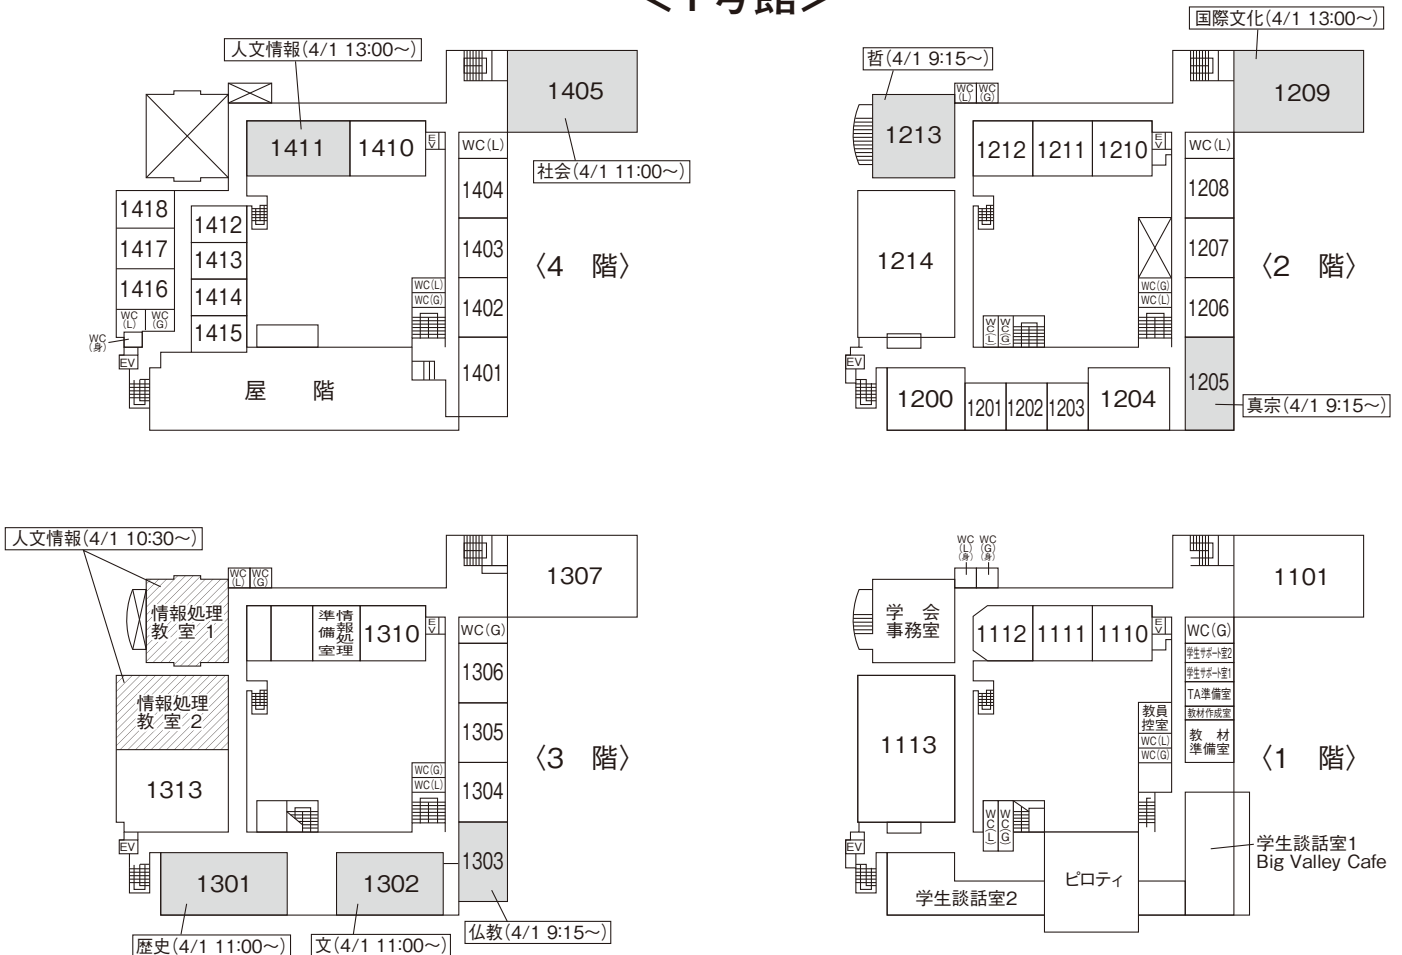 ＜1号館＞
人文情報（4/1 13:00～）
1405
1411
1410
EV
WC(L)
社会（4/1 11:00～）
1404
1418
1412
1417
1413
1403
〈4　階〉
1416
1414
WC(L)
WC(G)
1402
WC(L)
WC(G)
1415
WC(身)
EV
1401
屋　階
国際文化（4/1 13:00～）
哲（4/1 9:15～）
WC(L)
WC(G)
1209
1213
1212
1211
1210
EV
WC(L)
1208
1214
1207
〈2　階〉
WC(G)
WC(L)
1206
WC(L)
WC(G)
EV
1205
1200
1201
1202
1203
1204
真宗（4/1 9:15～）
人文情報（4/1 10:30～）
WC(L)
WC(G)
1307
情報処理
教 室 1
情報処理
準備室
1310
EV
WC(G)
1306
情報処理
教 室 2
1305
〈3　階〉
1313
WC(G)
WC(L)
1304
EV
1303
1301
1302
仏教（4/1 9:15～）
歴史（4/1 11:00～）
文（4/1 11:00～）
WC(L)(身)
WC(G)(身)
1101
学　会
事務室
1112
1111
1110
EV
WC(G)
学生サポート室2
学生サポート室1
TA準備室
教材作成室
教　材
準備室
教員
控室
WC(L)
WC(G)
1113
〈1　階〉
WC(L)
WC(G)
EV
学生談話室1
Big Valley Cafe
ピロティ
学生談話室2